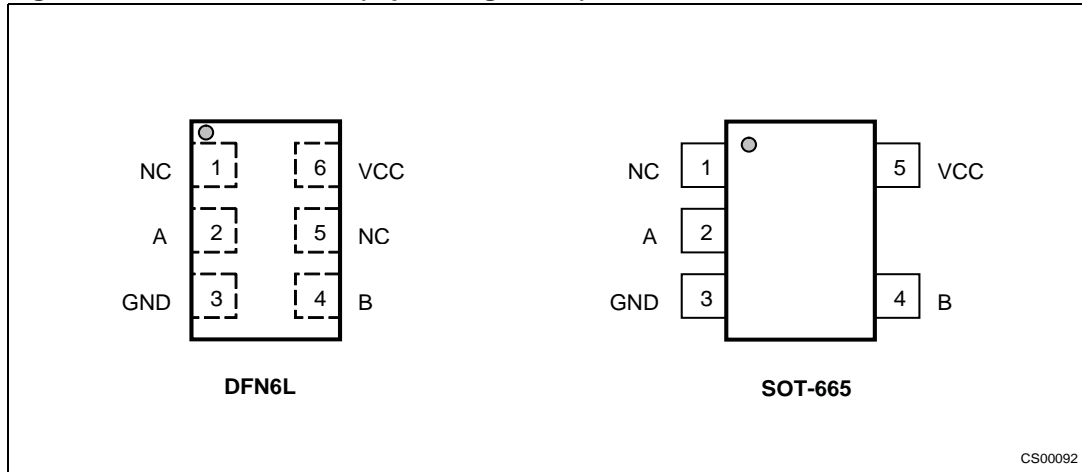 NC 1 6 VCC
A 2 5 NC
GND 3 4 B
DFN6L
NC 1 5 VCC
A 2
GND 3 4 B
SOT-665
CS00092